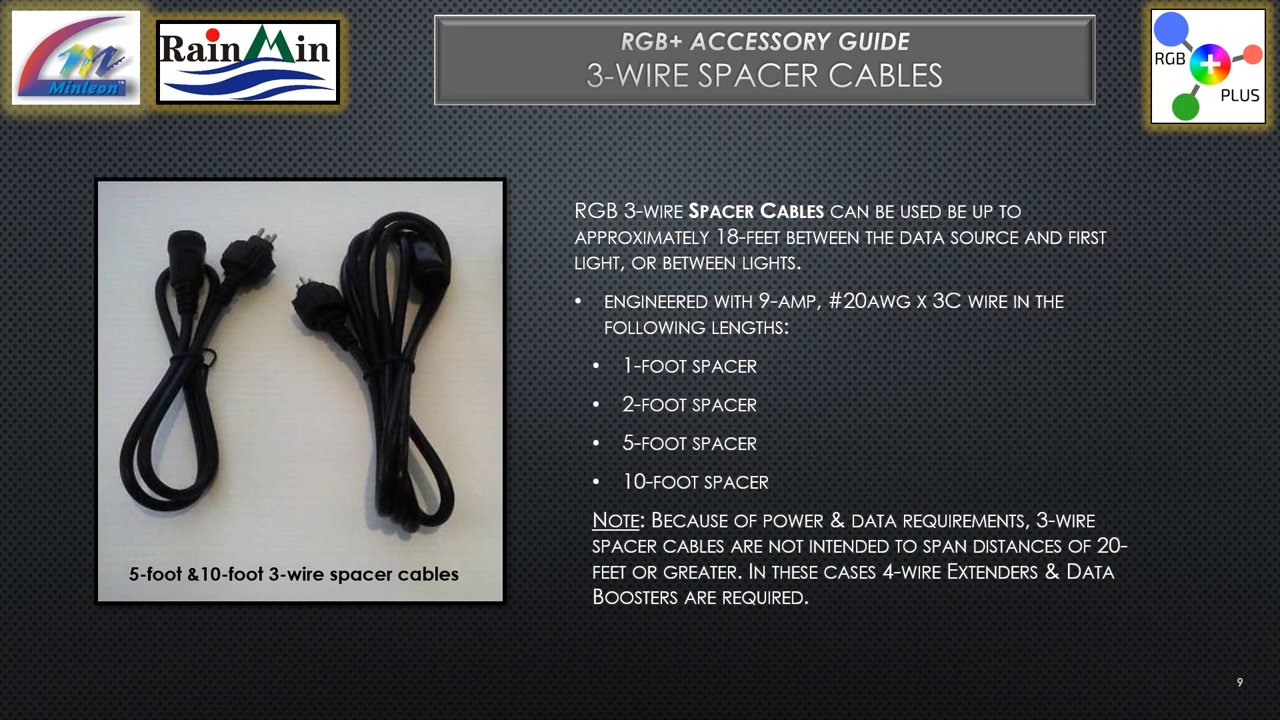 Minleon™
RainMin
RGB+ ACCESSORY GUIDE
3-WIRE SPACER CABLES
RGB
PLUS
RGB 3-WIRE SPACER CABLES CAN BE USED BE UP TO
APPROXIMATELY 18-FEET BETWEEN THE DATA SOURCE AND FIRST
LIGHT, OR BETWEEN LIGHTS.
• ENGINEERED WITH 9-AMP, #20AWG X 3C WIRE IN THE
FOLLOWING LENGTHS:
• 1-FOOT SPACER
• 2-FOOT SPACER
• 5-FOOT SPACER
• 10-FOOT SPACER
NOTE: BECAUSE OF POWER & DATA REQUIREMENTS, 3-WIRE
SPACER CABLES ARE NOT INTENDED TO SPAN DISTANCES OF 20-
FEET OR GREATER. IN THESE CASES 4-WIRE EXTENDERS & DATA
BOOSTERS ARE REQUIRED.
5-foot &10-foot 3-wire spacer cables
9